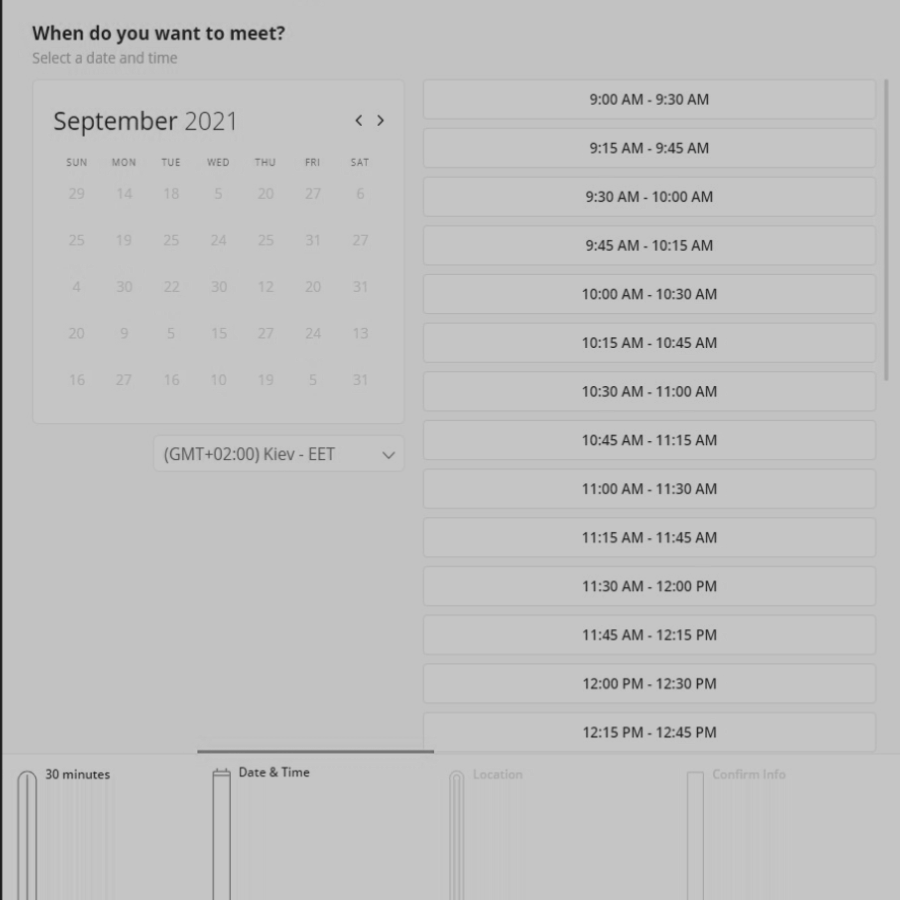 When do you want to meet?
Select a date and time
September 2021
SUN MON TUE WED THU FRI SAT
29 14 18 5 20 27 6
25 19 25 24 25 31 27
4 30 22 30 12 20 31
20 9 5 15 27 24 13
16 27 16 10 19 5 31
(GMT+02:00) Kiev - EET
9:00 AM - 9:30 AM
9:15 AM - 9:45 AM
9:30 AM - 10:00 AM
9:45 AM - 10:15 AM
10:00 AM - 10:30 AM
10:15 AM - 10:45 AM
10:30 AM - 11:00 AM
10:45 AM - 11:15 AM
11:00 AM - 11:30 AM
11:15 AM - 11:45 AM
11:30 AM - 12:00 PM
11:45 AM - 12:15 PM
12:00 PM - 12:30 PM
12:15 PM - 12:45 PM
30 minutes
Date & Time
Location
Confirm Info